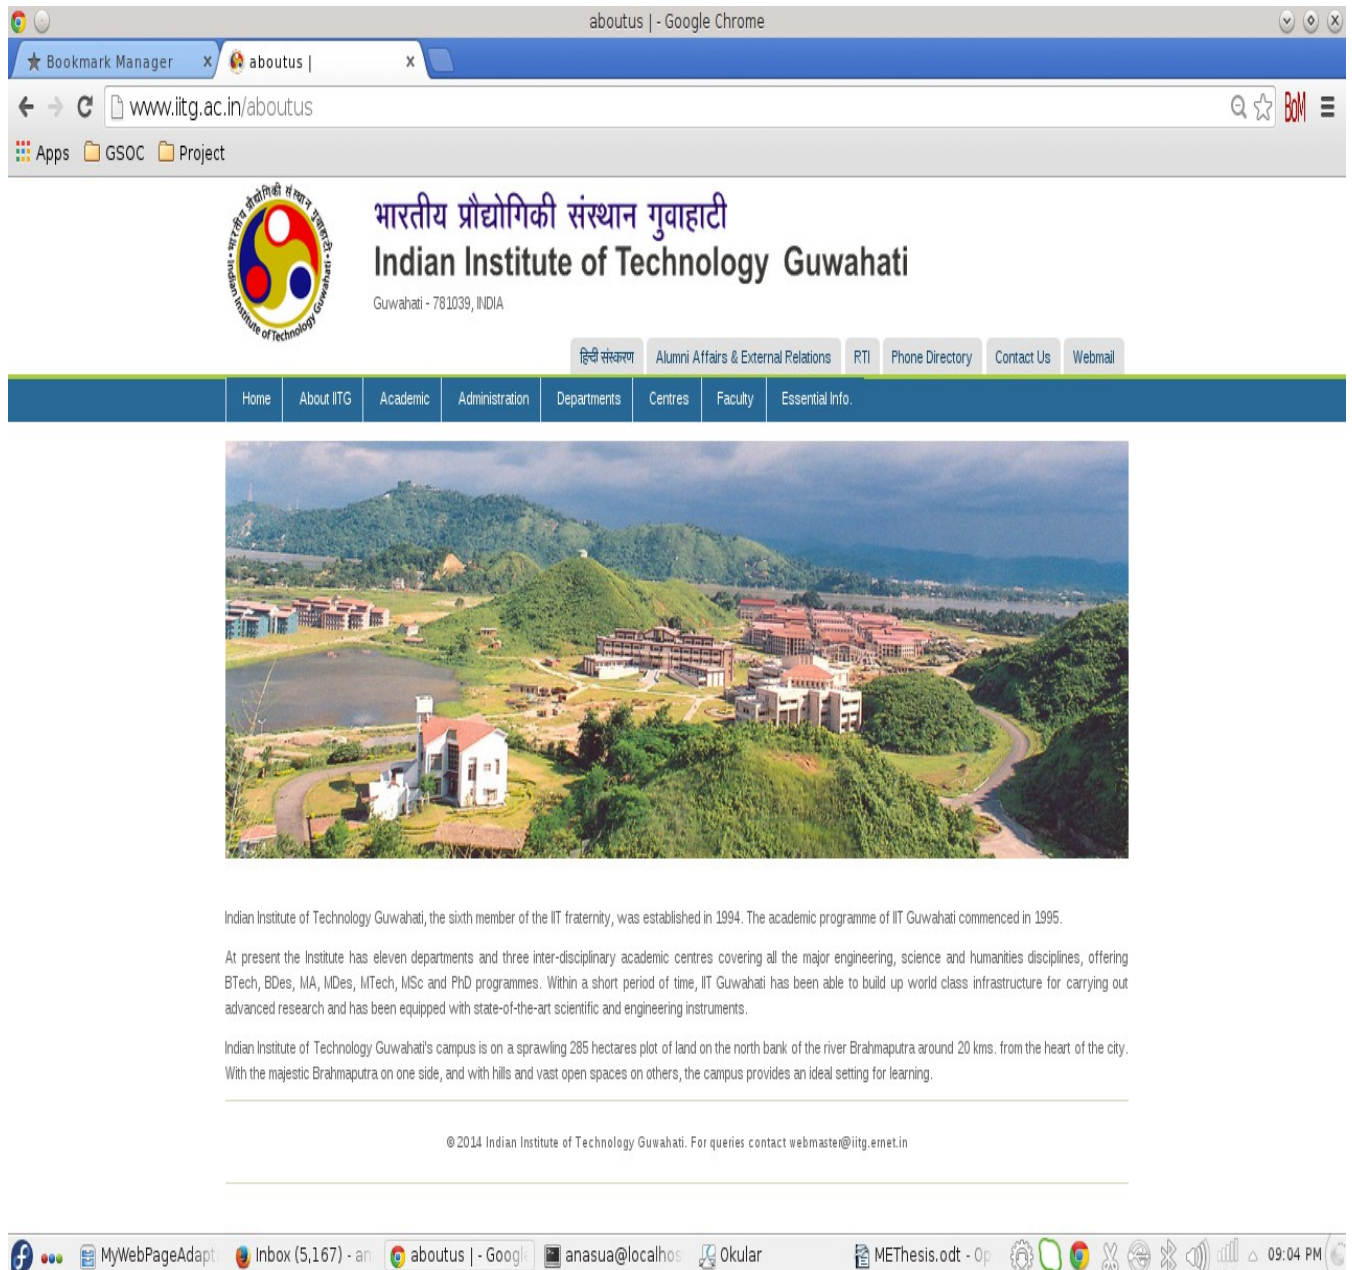 aboutus | - Google Chrome
Bookmark Manager x aboutus | x
www.iitg.ac.in/aboutus BoM
Apps GSOC Project
भारतीय प्रौद्योगिकी संस्थान गुवाहाटी
Indian Institute of Technology Guwahati
भारतीय प्रौद्योगिकी संस्थान गुवाहाटी
Indian Institute of Technology Guwahati
Guwahati - 781039, INDIA
हिन्दी संस्करण Alumni Affairs & External Relations RTI Phone Directory Contact Us Webmail
Home About IITG Academic Administration Departments Centres Faculty Essential Info.
Indian Institute of Technology Guwahati, the sixth member of the IIT fraternity, was established in 1994. The academic programme of IIT Guwahati commenced in 1995.
At present the Institute has eleven departments and three inter-disciplinary academic centres covering all the major engineering, science and humanities disciplines, offering
BTech, BDes, MA, MDes, MTech, MSc and PhD programmes. Within a short period of time, IIT Guwahati has been able to build up world class infrastructure for carrying out
advanced research and has been equipped with state-of-the-art scientific and engineering instruments.
Indian Institute of Technology Guwahati's campus is on a sprawling 285 hectares plot of land on the north bank of the river Brahmaputra around 20 kms. from the heart of the city.
With the majestic Brahmaputra on one side, and with hills and vast open spaces on others, the campus provides an ideal setting for learning.
© 2014 Indian Institute of Technology Guwahati. For queries contact webmaster@iitg.ernet.in
MyWebPageAdapt Inbox (5,167) - an aboutus | - Google anasua@localhos Okular METhesis.odt - Op 09:04 PM